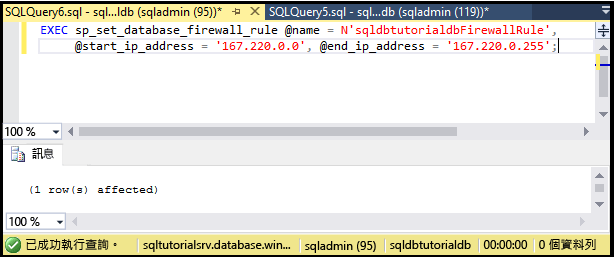 SQLQuery6.sql - sql...ldb (sqladmin (95))*
SQLQuery5.sql - sql...db (sqladmin (119))*
EXEC sp_set_database_firewall_rule @name = N'sqldbtutorialdbFirewallRule',
@start_ip_address = '167.220.0.0', @end_ip_address = '167.220.0.255';
100 %
訊息
(1 row(s) affected)
100 %
已成功執行查詢。 sqltutorialsrv.database.win... sqladmin (95) sqldbtutorialdb 00:00:00 0 個資料列